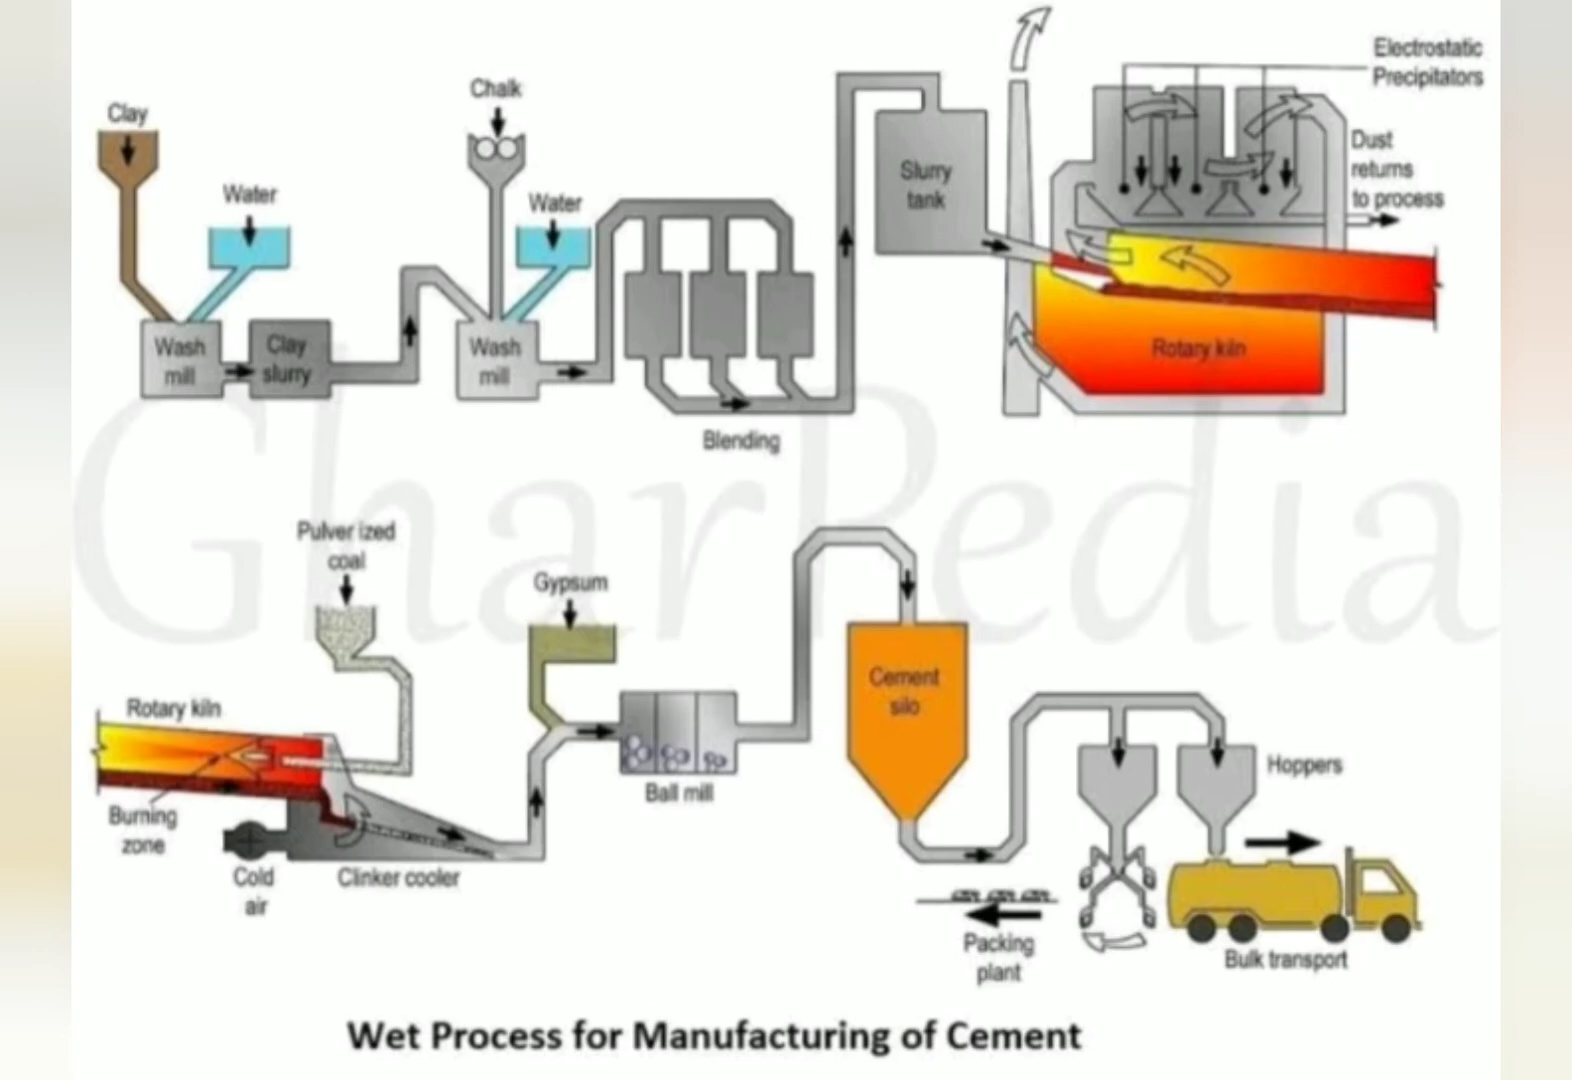 Clay
Water
Wash
mill
Clay
slurry
Chalk
Water
Wash
mill
Blending
Slurry
tank
Electrostatic
Precipitators
Dust
returns
to process
Rotary kiln
GharPedia
Pulver ized
coal
Rotary kiln
Burning
zone
Cold
air
Clinker cooler
Gypsum
Ball mill
Cement
silo
Hoppers
Packing
plant
Bulk transport
Wet Process for Manufacturing of Cement